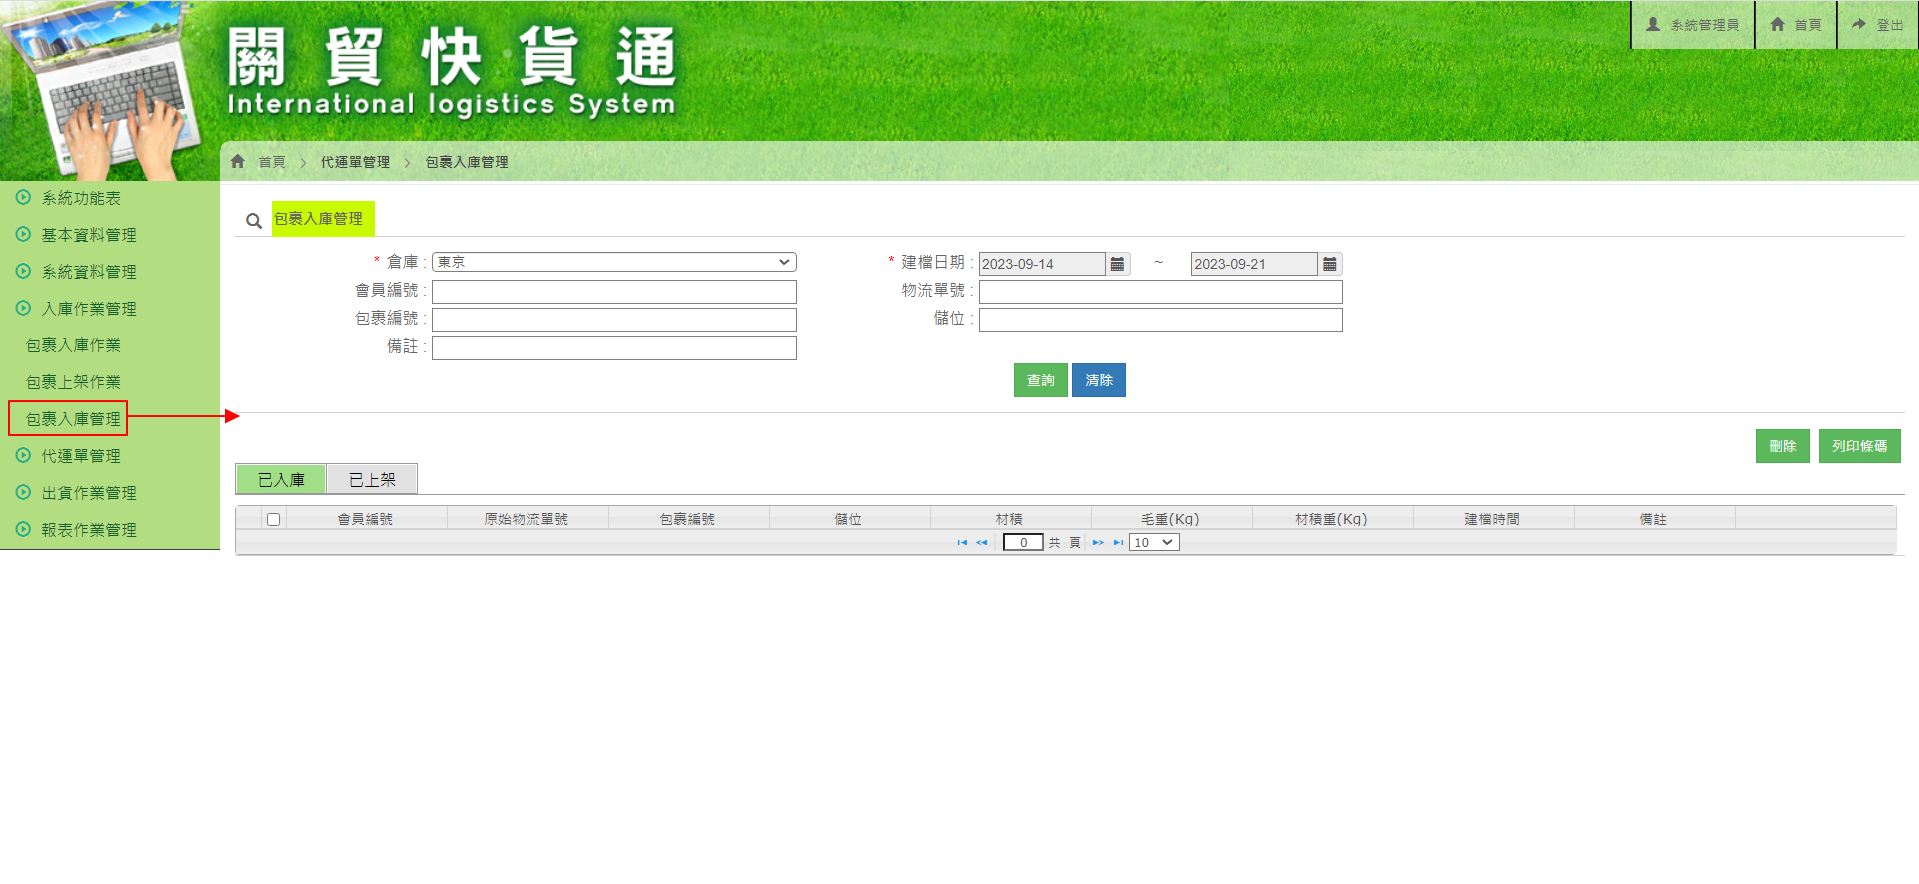 關貿快貨通
International logistics System
系統管理員 首頁 登出
首頁 > 代運單管理 > 包裹入庫管理
系統功能表
基本資料管理
系統資料管理
入庫作業管理
包裹入庫作業
包裹上架作業
包裹入庫管理
代運單管理
出貨作業管理
報表作業管理
包裹入庫管理
* 倉庫 : 東京 * 建檔日期 : 2023-09-14 ~ 2023-09-21
會員編號 : 物流單號 :
包裹編號 : 儲位 :
備註 :
查詢 清除
刪除 列印條碼
已入庫 已上架
會員編號 原始物流單號 包裹編號 儲位 材積 毛重(Kg) 材積重(Kg) 建檔時間 備註
0 共 頁 10